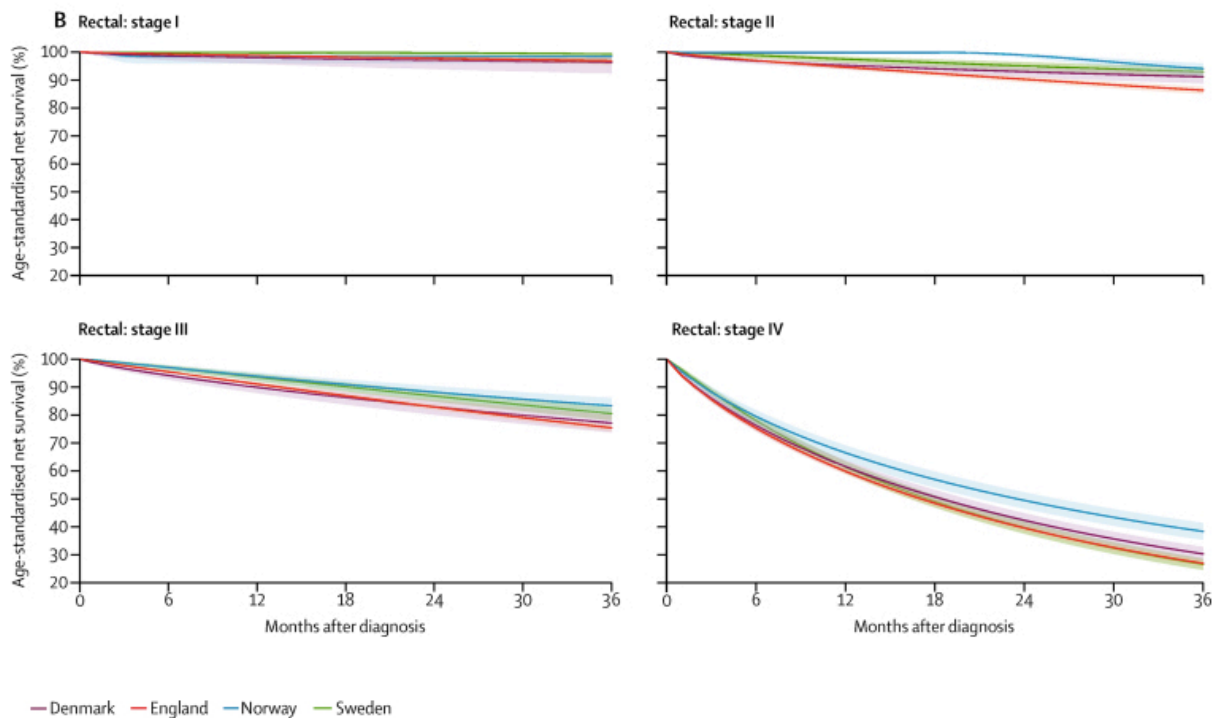 B Rectal: stage I
Rectal: stage II
Age-standardised net survival (%)
100
90
80
70
60
50
40
30
20
Rectal: stage III
Rectal: stage IV
Age-standardised net survival (%)
100
90
80
70
60
50
40
30
20
0 6 12 18 24 30 36
0 6 12 18 24 30 36
Months after diagnosis
Months after diagnosis
Denmark England Norway Sweden